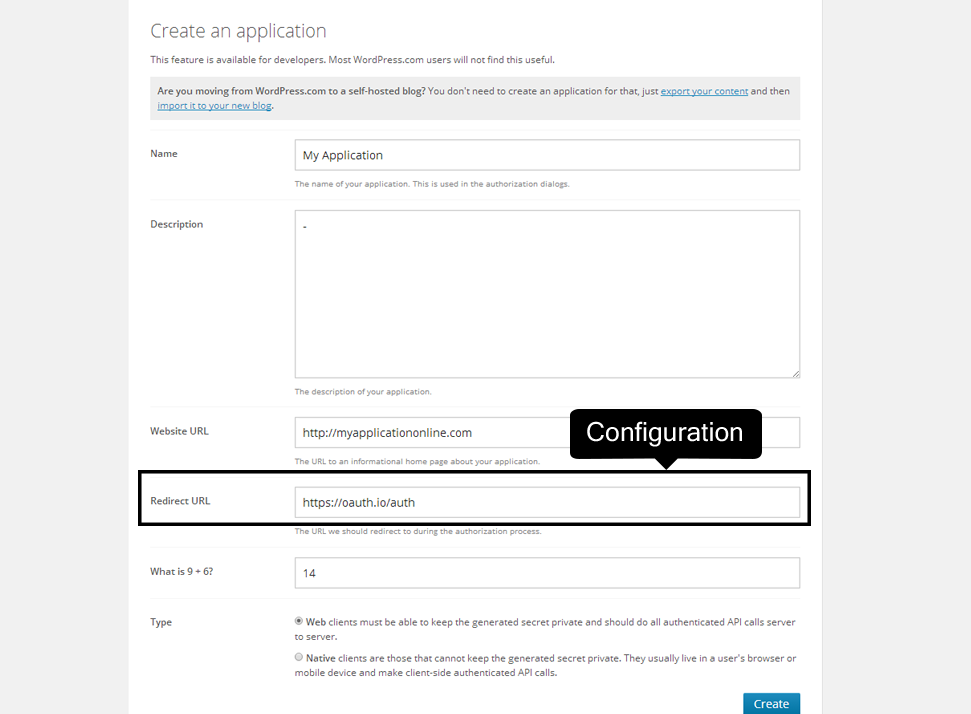 Create an application
This feature is available for developers. Most WordPress.com users will not find this useful.
Are you moving from WordPress.com to a self-hosted blog? You don't need to create an application for that, just export your content and then
import it to your new blog.
Name
My Application
The name of your application. This is used in the authorization dialogs.
Description
-
The description of your application.
Website URL
http://myapplicationonline.com
Configuration
The URL to an informational home page about your application.
Redirect URL
https://oauth.io/auth
The URL we should redirect to during the authorization process.
What is 9 + 6?
14
Type
Web clients must be able to keep the generated secret private and should do all authenticated API calls server
to server.
Native clients are those that cannot keep the generated secret private. They usually live in a user's browser or
mobile device and make client-side authenticated API calls.
Create